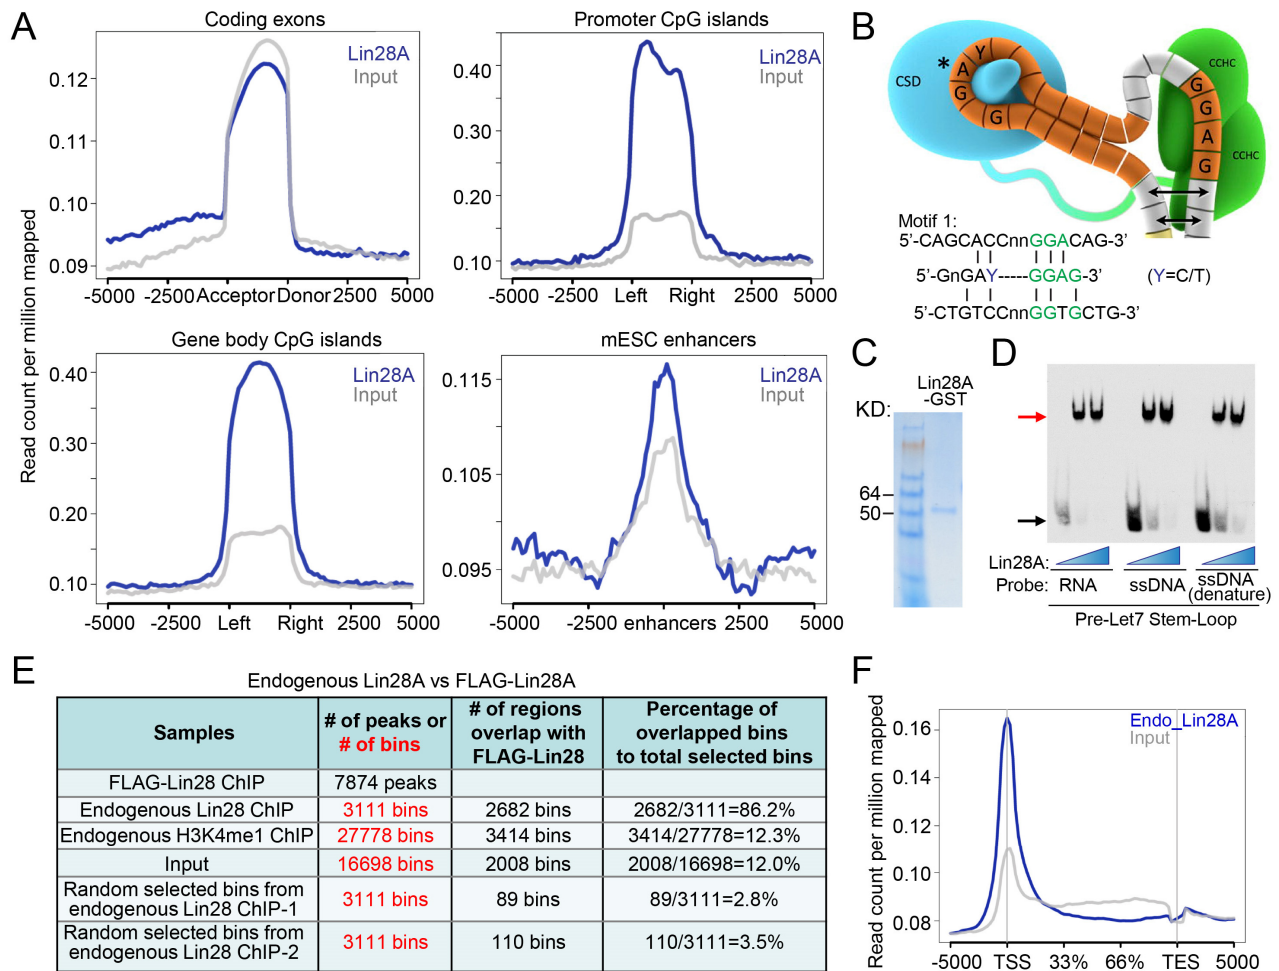 A
Coding exons
Lin28A
Input
0.12
0.11
0.10
0.09
-5000 -2500 Acceptor Donor 2500 5000
Promoter CpG islands
Lin28A
Input
0.40
0.30
0.20
0.10
-5000 -2500 Left Right 2500 5000
Read count per million mapped
Gene body CpG islands
Lin28A
Input
0.40
0.30
0.20
0.10
-5000 -2500 Left Right 2500 5000
mESC enhancers
Lin28A
Input
0.115
0.105
0.095
-5000 -2500 enhancers 2500 5000
B
CSD
*
Y
A
G
G
CCHC
G
G
A
G
CCHC
Motif 1:
5'-CAGCACCnnGGACAG-3'
5'-GnGAY-----GGAG-3' (Y=C/T)
5'-CTGTCCnnGGTGCTG-3'
C
Lin28A
-GST
KD:
64
50
D
Lin28A:
Probe: RNA ssDNA ssDNA
(denature)
Pre-Let7 Stem-Loop
E
Endogenous Lin28A vs FLAG-Lin28A
Samples
# of peaks or
# of bins
# of regions
overlap with
FLAG-Lin28
Percentage of
overlapped bins
to total selected bins
FLAG-Lin28 ChIP 7874 peaks
Endogenous Lin28 ChIP 3111 bins 2682 bins 2682/3111=86.2%
Endogenous H3K4me1 ChIP 27778 bins 3414 bins 3414/27778=12.3%
Input 16698 bins 2008 bins 2008/16698=12.0%
Random selected bins from
endogenous Lin28 ChIP-1 3111 bins 89 bins 89/3111=2.8%
Random selected bins from
endogenous Lin28 ChIP-2 3111 bins 110 bins 110/3111=3.5%
F
Read count per million mapped
Endo_Lin28A
Input
0.16
0.14
0.12
0.10
0.08
-5000 TSS 33% 66% TES 5000